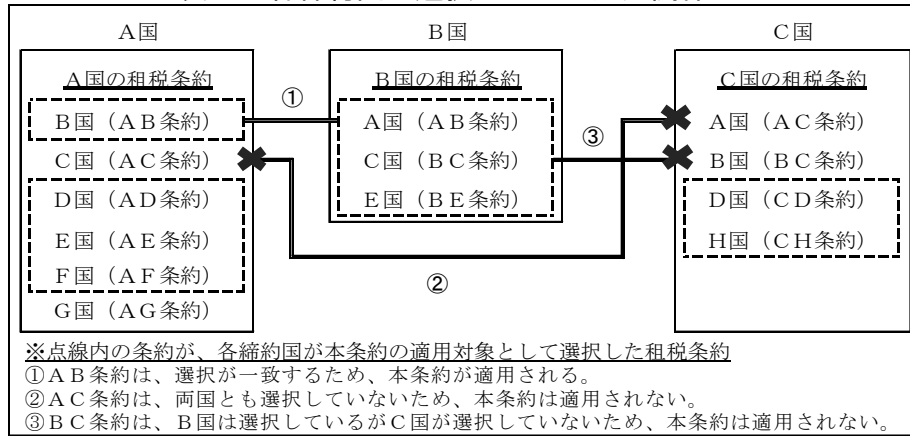 A国 B国 C国
A国の租税条約 B国の租税条約 C国の租税条約
①
B国（AB条約） A国（AB条約） A国（AC条約）
③
C国（AC条約） C国（BC条約） B国（BC条約）
D国（AD条約） E国（BE条約） D国（CD条約）
E国（AE条約） H国（CH条約）
F国（AF条約）
②
G国（AG条約）
※点線内の条約が、各締約国が本条約の適用対象として選択した租税条約
①AB条約は、選択が一致するため、本条約が適用される。
②AC条約は、両国とも選択していないため、本条約は適用されない。
③BC条約は、B国は選択しているがC国が選択していないため、本条約は適用されない。